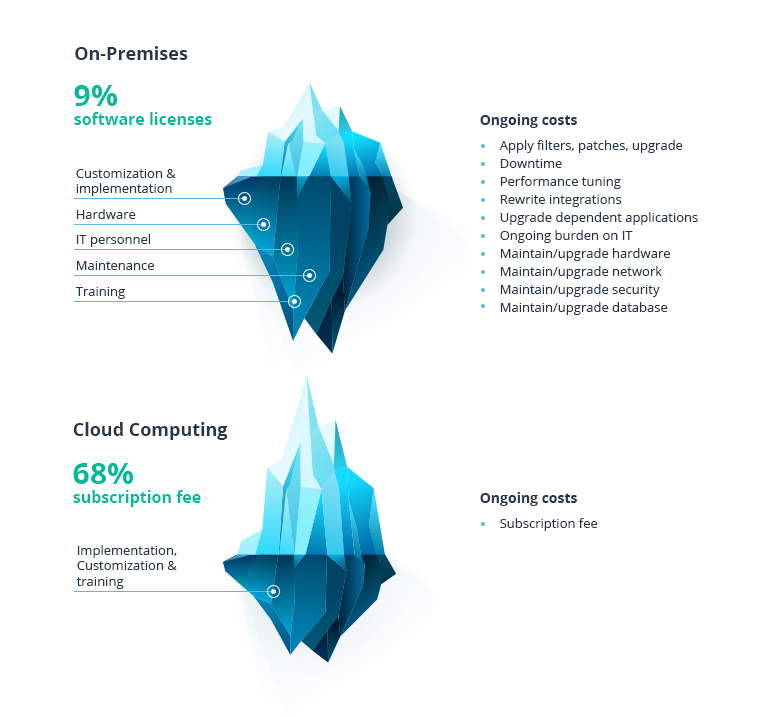 On-Premises
9%
software licenses
Customization &
implementation
Hardware
IT personnel
Maintenance
Training
Ongoing costs
Apply filters, patches, upgrade
Downtime
Performance tuning
Rewrite integrations
Upgrade dependent applications
Ongoing burden on IT
Maintain/upgrade hardware
Maintain/upgrade network
Maintain/upgrade security
Maintain/upgrade database
Cloud Computing
68%
subscription fee
Implementation,
Customization &
training
Ongoing costs
Subscription fee